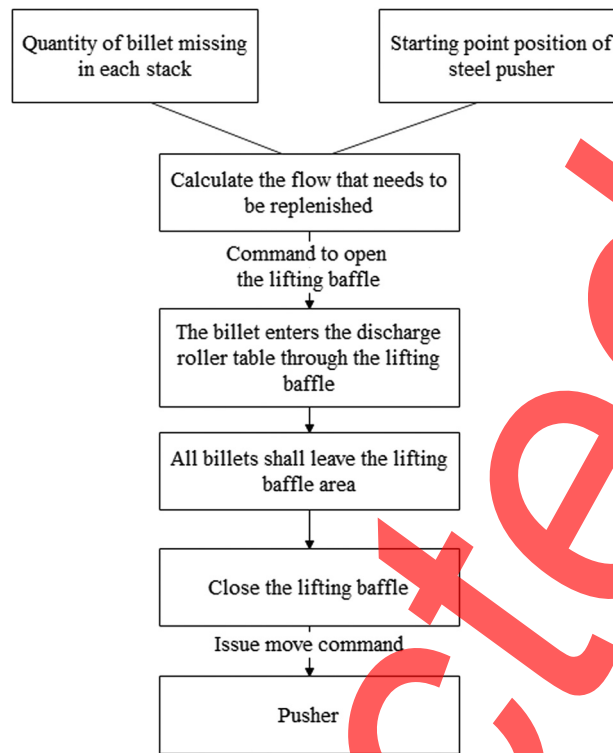 Quantity of billet missing
in each stack
Starting point position of
steel pusher
Calculate the flow that needs to
be replenished
Command to open
the lifting baffle
The billet enters the discharge
roller table through the lifting
baffle
All billets shall leave the lifting
baffle area
Close the lifting baffle
Issue move command
Pusher
cte